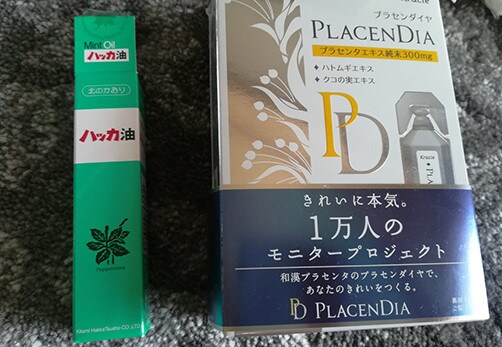 Mint Oil
ハッカ油
北のかおり
ハッカ油
Peppermint
Kitami Hakka Tsusho CO.,LTD.
Kracie
プラセンダイヤ
PLACENDIA
プラセンタエキス純末300mg
ハトムギエキス
クコの実エキス
PD
Kracie
きれいに本気。
1万人の
モニタープロジェクト
和漢プラセンタのプラセンダイヤで、
あなたのきれいをつくる。
PD PLACENDIA